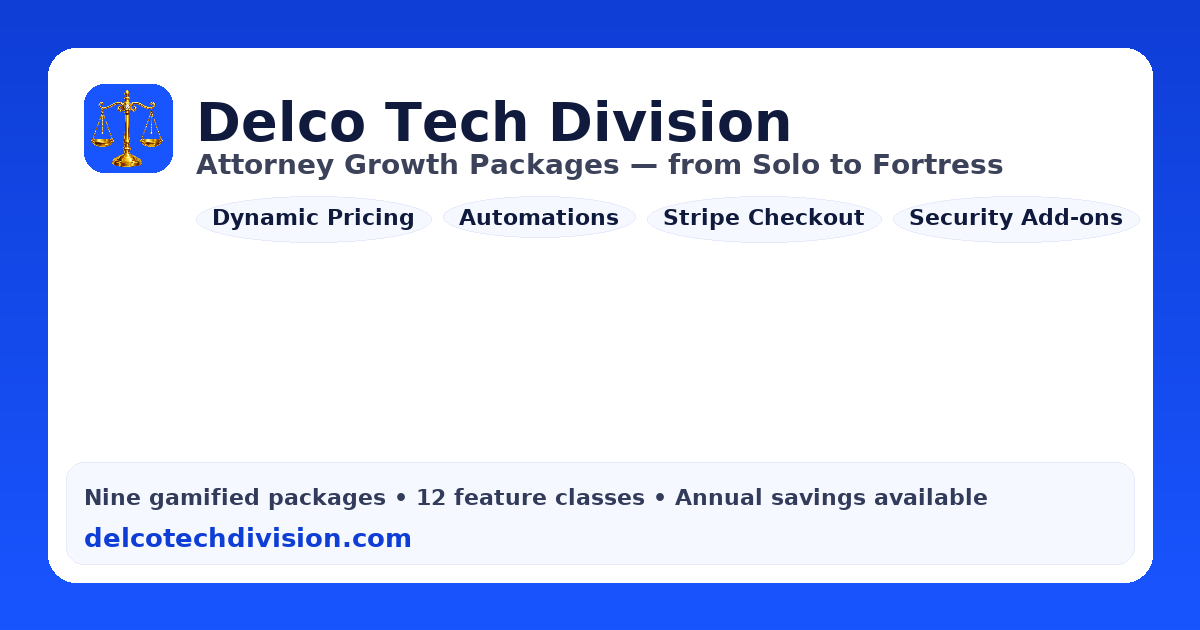 Delco Tech Division
Attorney Growth Packages — from Solo to Fortress
Dynamic Pricing Automations Stripe Checkout Security Add-ons
Nine gamified packages • 12 feature classes • Annual savings available
delcotechdivision.com